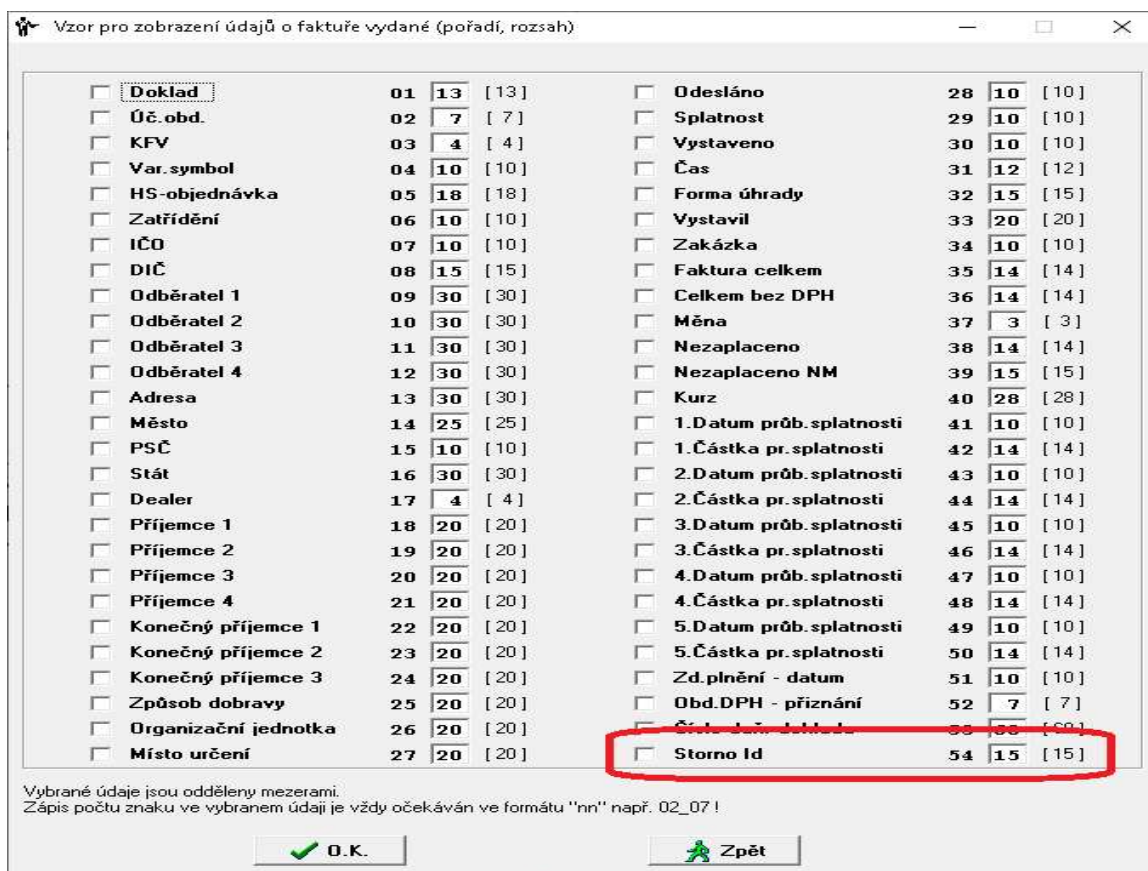 Vzor pro zobrazení údajů o faktuře vydané (pořadí, rozsah)
Doklad 01 13 [13]
Úč.obd. 02 7 [ 7]
KFV 03 4 [ 4]
Var.symbol 04 10 [10]
HS-objednávka 05 18 [18]
Zatřídění 06 10 [10]
IČO 07 10 [10]
DIČ 08 15 [15]
Odběratel 1 09 30 [30]
Odběratel 2 10 30 [30]
Odběratel 3 11 30 [30]
Odběratel 4 12 30 [30]
Adresa 13 30 [30]
Město 14 25 [25]
PSČ 15 10 [10]
Stát 16 30 [30]
Dealer 17 4 [ 4]
Příjemce 1 18 20 [20]
Příjemce 2 19 20 [20]
Příjemce 3 20 20 [20]
Příjemce 4 21 20 [20]
Konečný příjemce 1 22 20 [20]
Konečný příjemce 2 23 20 [20]
Konečný příjemce 3 24 20 [20]
Způsob dobravy 25 20 [20]
Organizační jednotka 26 20 [20]
Místo určení 27 20 [20]
Odesláno 28 10 [10]
Splatnost 29 10 [10]
Vystaveno 30 10 [10]
Čas 31 12 [12]
Forma úhrady 32 15 [15]
Vystavil 33 20 [20]
Zakázka 34 10 [10]
Faktura celkem 35 14 [14]
Celkem bez DPH 36 14 [14]
Měna 37 3 [ 3]
Nezaplaceno 38 14 [14]
Nezaplaceno NM 39 15 [15]
Kurz 40 28 [28]
1.Datum průb.splatnosti 41 10 [10]
1.Částka pr.splatnosti 42 14 [14]
2.Datum průb.splatnosti 43 10 [10]
2.Částka pr.splatnosti 44 14 [14]
3.Datum průb.splatnosti 45 10 [10]
3.Částka pr.splatnosti 46 14 [14]
4.Datum průb.splatnosti 47 10 [10]
4.Částka pr.splatnosti 48 14 [14]
5.Datum průb.splatnosti 49 10 [10]
5.Částka pr.splatnosti 50 14 [14]
Zd.plnění - datum 51 10 [10]
Obd.DPH - přiznání 52 7 [ 7]
Storno Id 54 15 [15]
Vybrané údaje jsou odděleny mezerami.
Zápis počtu znaku ve vybranem údaji je vždy očekáván ve formátu "nn" např. 02_07 !
O.K.
Zpět